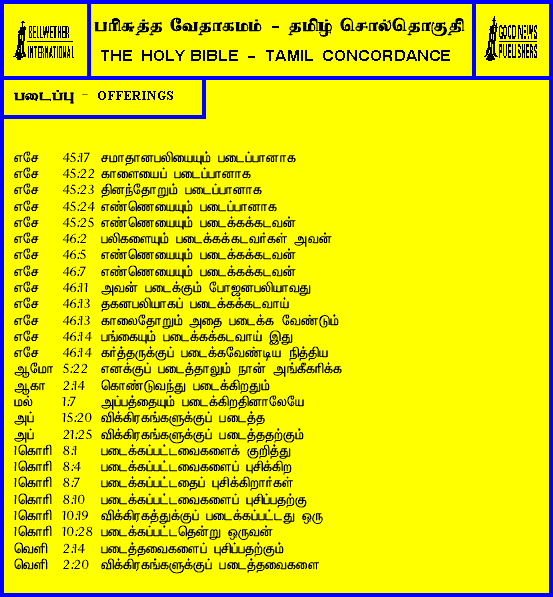 BELLWETHER
INTERNATIONAL
பரிசுத்த வேதாகமம் - தமிழ் சொல்தொகுதி
THE HOLY BIBLE - TAMIL CONCORDANCE
GOOD NEWS
PUBLISHERS
படைப்பு - OFFERINGS
எசே 45:17 சமாதானபலியையும் படைப்பானாக
எசே 45:22 காளையைப் படைப்பானாக
எசே 45:23 தினந்தோறும் படைப்பானாக
எசே 45:24 எண்ணெயையும் படைப்பானாக
எசே 45:25 எண்ணெயையும் படைக்கக்கடவன்
எசே 46:2 பலிகளையும் படைக்கக்கடவர்கள் அவன்
எசே 46:5 எண்ணெயையும் படைக்கக்கடவன்
எசே 46:7 எண்ணெயையும் படைக்கக்கடவன்
எசே 46:11 அவன் படைக்கும் போஜனபலியாவது
எசே 46:13 தகனபலியாகப் படைக்கக்கடவாய்
எசே 46:13 காலைதோறும் அதை படைக்க வேண்டும்
எசே 46:14 பங்கையும் படைக்கக்கடவாய் இது
எசே 46:14 கர்த்தருக்குப் படைக்கவேண்டிய நித்திய
ஆமோ 5:22 எனக்குப் படைத்தாலும் நான் அங்கீகரிக்க
ஆகா 2:14 கொண்டுவந்து படைக்கிறதும்
மல் 1:7 அப்பத்தையும் படைக்கிறதினாலேயே
அப் 15:20 விக்கிரகங்களுக்குப் படைத்த
அப் 21:25 விக்கிரகங்களுக்குப் படைத்ததற்கும்
1கொரி 8:1 படைக்கப்பட்டவைகளைக் குறித்து
1கொரி 8:4 படைக்கப்பட்டவைகளைப் புசிக்கிற
1கொரி 8:7 படைக்கப்பட்டதைப் புசிக்கிறார்கள்
1கொரி 8:10 படைக்கப்பட்டவைகளைப் புசிப்பதற்கு
1கொரி 10:19 விக்கிரகத்துக்குப் படைக்கப்பட்டது ஒரு
1கொரி 10:28 படைக்கப்பட்டதென்று ஒருவன்
வெளி 2:14 படைத்தவைகளைப் புசிப்பதற்கும்
வெளி 2:20 விக்கிரகங்களுக்குப் படைத்தவைகளை